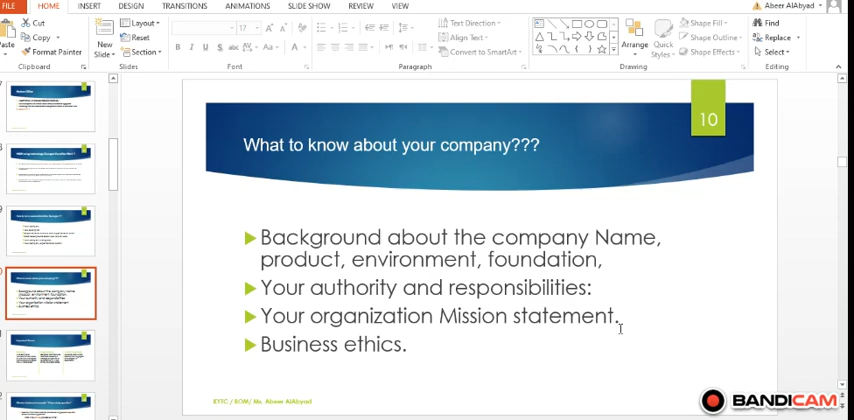 FILE HOME INSERT DESIGN TRANSITIONS ANIMATIONS SLIDE SHOW REVIEW VIEW Abeer AlAbyad
Cut
Copy
Format Painter
Paste
Clipboard
New Slide
Layout
Reset
Section
Slides
17
Font
Text Direction
Align Text
Convert to SmartArt
Paragraph
Arrange
Quick Styles
Shape Fill
Shape Outline
Shape Effects
Drawing
Find
Replace
Select
Editing
10
What to know about your company???
Background about the company Name,
product, environment, foundation,
Your authority and responsibilities:
Your organization Mission statement.
Business ethics.
KYTC / BOM/ Ms. Abeer AlAbyad
BANDICAM